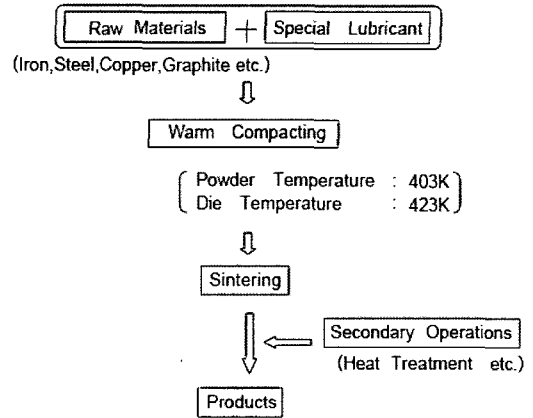 Raw Materials + Special Lubricant
(Iron,Steel,Copper,Graphite etc.)
Warm Compacting
Powder Temperature : 403K
Die Temperature : 423K
Sintering
Secondary Operations
(Heat Treatment etc.)
Products